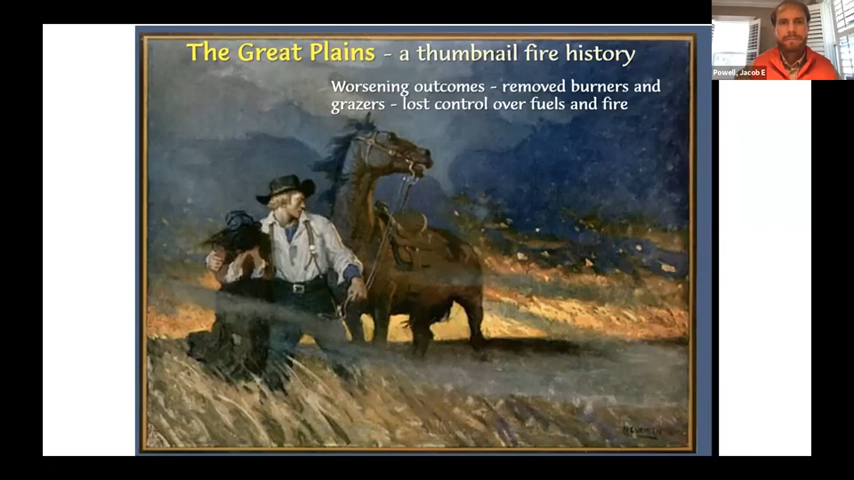 The Great Plains - a thumbnail fire history
Worsening outcomes - removed burners and
grazers - lost control over fuels and fire
Powell, Jacob E